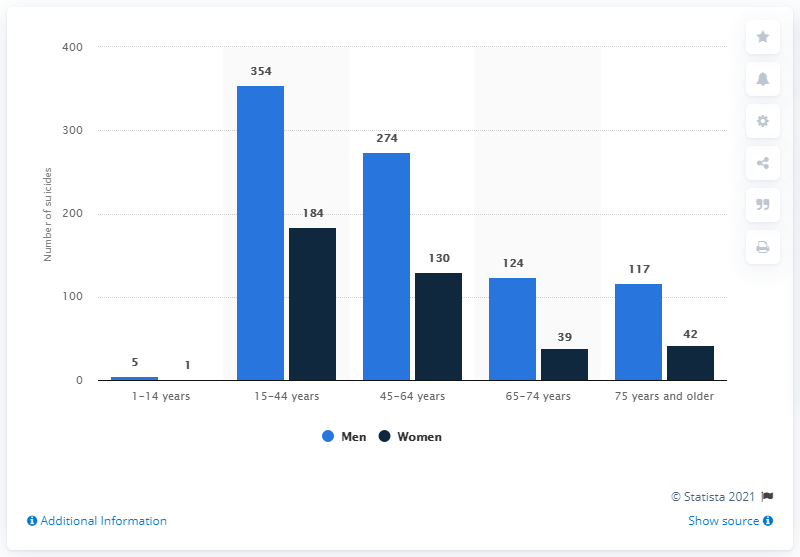 400
300
200
100
0
Number of suicides
354
274
184
130
124
117
39
42
5
1
1-14 years
15-44 years
45-64 years
65-74 years
75 years and older
Men
Women
© Statista 2021
Additional Information
Show source